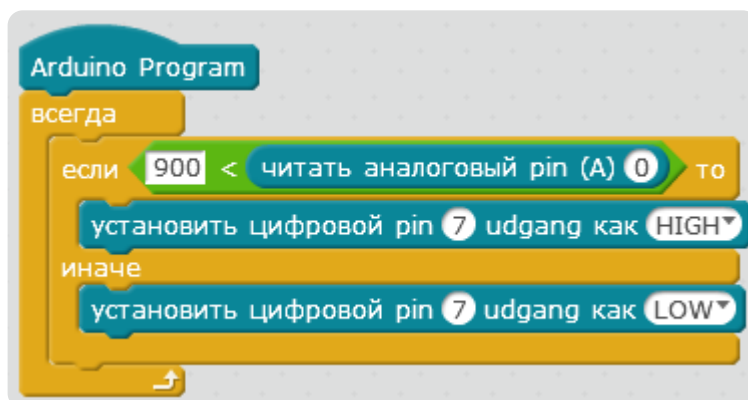 Arduino Program
всегда
если 900 < читать аналоговый pin (A) 0 то
установить цифровой pin 7 udgang как HIGH
иначе
установить цифровой pin 7 udgang как LOW